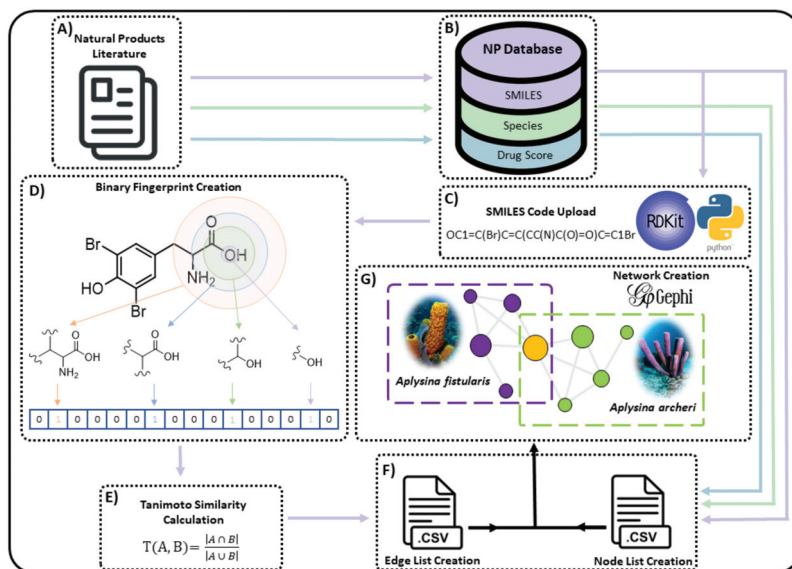 A)
Natural Products
Literature
B)
NP Database
SMILES
Species
Drug Score
C)
SMILES Code Upload
OC1=C(Br)C=C(CC(N)C(O)=O)C=C1Br
RDKit
python
D)
Binary Fingerprint Creation
O
Br
OH
NH2
HO
Br
O
OH
NH2
O
OH
OH
OH
0 1 0 0 0 0 1 0 0 0 1 0 0 0 1 0
E)
Tanimoto Similarity
Calculation
T(A, B)= |A ∩ B| / |A ∪ B|
F)
.CSV
.CSV
Edge List Creation
Node List Creation
G)
Network Creation
Gephi
Aplysina fistularis
Aplysina archeri